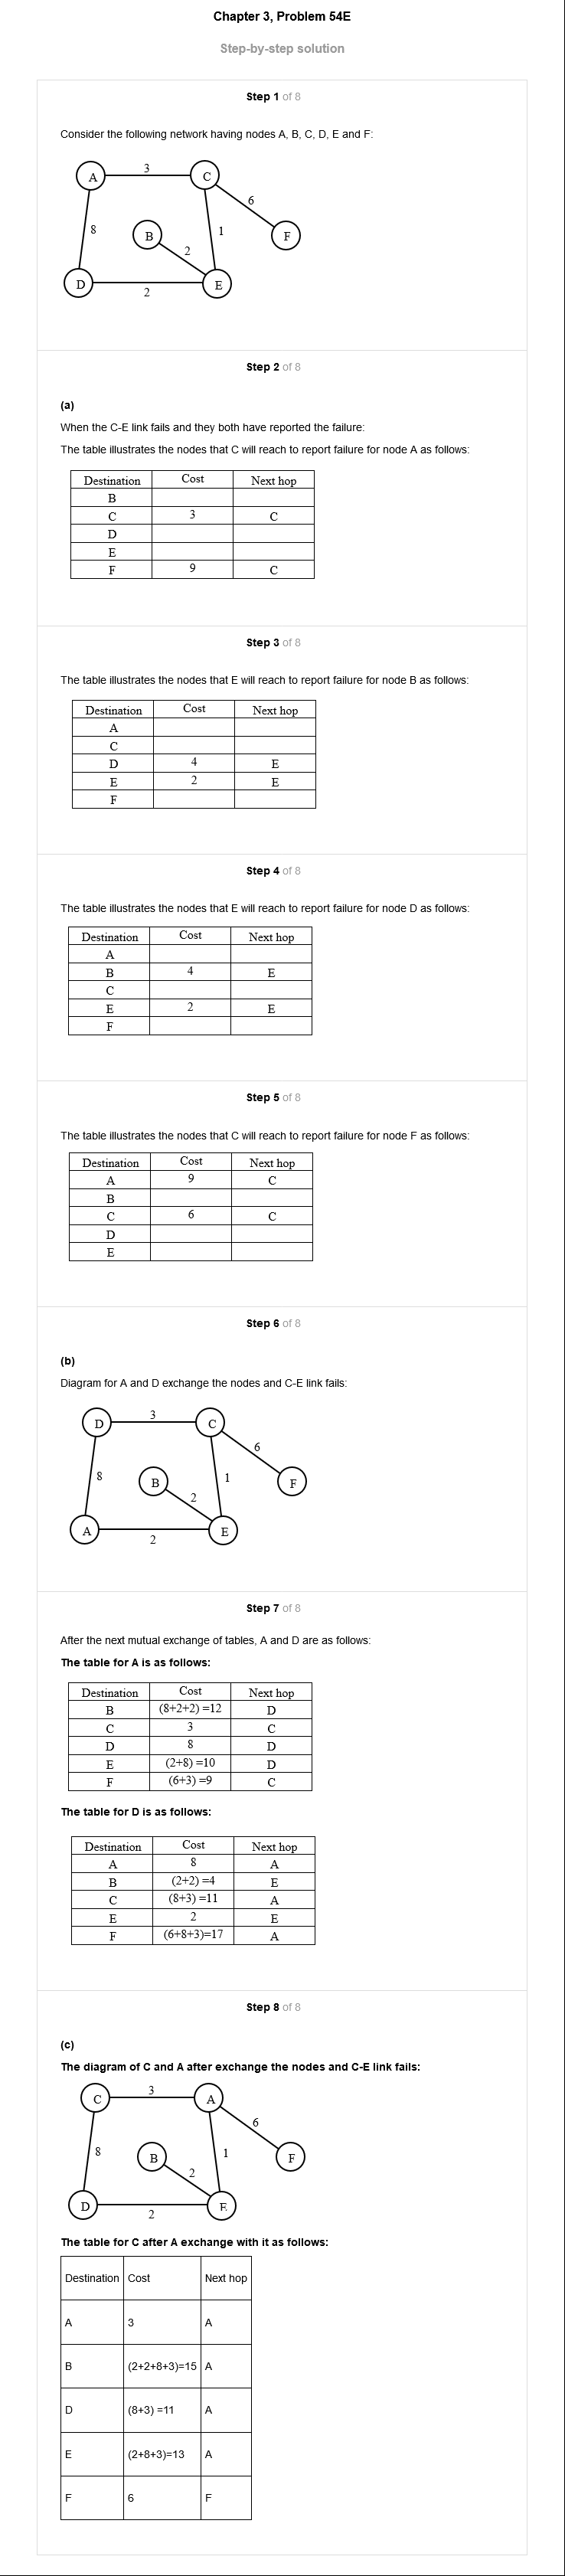 Chapter 3, Problem 54E
Step-by-step solution
Step 1 of 8
Consider the following network having nodes A, B, C, D, E and F:
A 3 C
6
8 B 1 F
2
D 2 E
Step 2 of 8
(a)
When the C-E link fails and they both have reported the failure:
The table illustrates the nodes that C will reach to report failure for node A as follows:
Destination Cost Next hop
B
C 3 C
D
E
F 9 C
Step 3 of 8
The table illustrates the nodes that E will reach to report failure for node B as follows:
Destination Cost Next hop
A
C
D 4 E
E 2 E
F
Step 4 of 8
The table illustrates the nodes that E will reach to report failure for node D as follows:
Destination Cost Next hop
A
B 4 E
C
E 2 E
F
Step 5 of 8
The table illustrates the nodes that C will reach to report failure for node F as follows:
Destination Cost Next hop
A 9 C
B
C 6 C
D
E
Step 6 of 8
(b)
Diagram for A and D exchange the nodes and C-E link fails:
D 3 C
6
8 B 1 F
2
A 2 E
Step 7 of 8
After the next mutual exchange of tables, A and D are as follows:
The table for A is as follows:
Destination Cost Next hop
B (8+2+2) =12 D
C 3 C
D 8 D
E (2+8) =10 D
F (6+3) =9 C
The table for D is as follows:
Destination Cost Next hop
A 8 A
B (2+2) =4 E
C (8+3) =11 A
E 2 E
F (6+8+3)=17 A
Step 8 of 8
(c)
The diagram of C and A after exchange the nodes and C-E link fails:
C 3 A
6
8 B 1 F
2
D 2 E
The table for C after A exchange with it as follows:
Destination Cost Next hop
A 3 A
B (2+2+8+3)=15 A
D (8+3) =11 A
E (2+8+3)=13 A
F 6 F